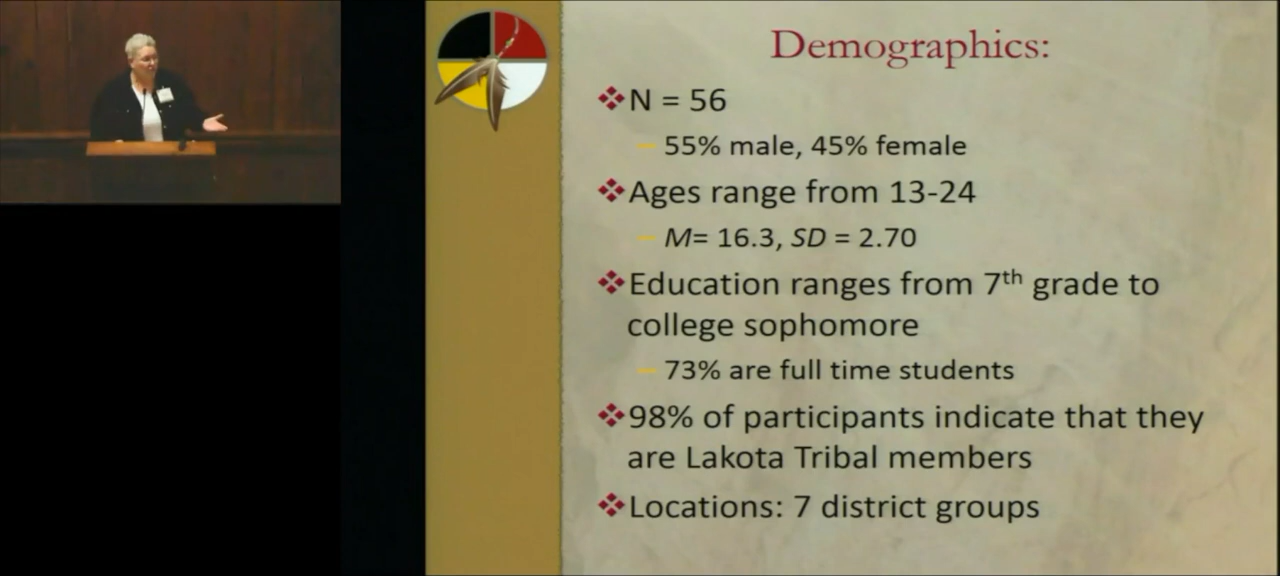 Demographics:
❖N = 56
– 55% male, 45% female
❖Ages range from 13-24
– M= 16.3, SD = 2.70
❖Education ranges from 7th grade to
college sophomore
– 73% are full time students
❖98% of participants indicate that they
are Lakota Tribal members
❖Locations: 7 district groups